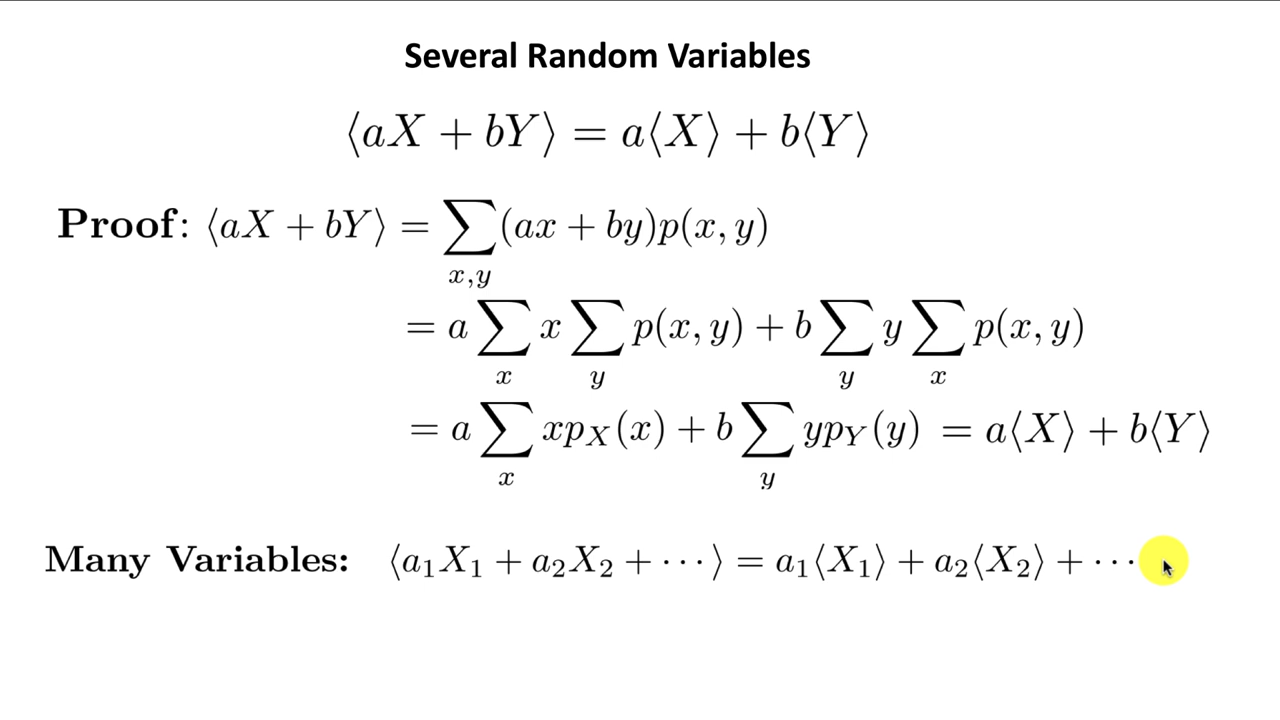 Several Random Variables
⟨aX + bY⟩ = a⟨X⟩ + b⟨Y⟩
Proof: ⟨aX + bY⟩ = ∑_{x,y} (ax + by)p(x, y)
= a ∑_x x ∑_y p(x, y) + b ∑_y y ∑_x p(x, y)
= a ∑_x xp_X(x) + b ∑_y yp_Y(y) = a⟨X⟩ + b⟨Y⟩
Many Variables: ⟨a₁X₁ + a₂X₂ + ⋯⟩ = a₁⟨X₁⟩ + a₂⟨X₂⟩ + ⋯